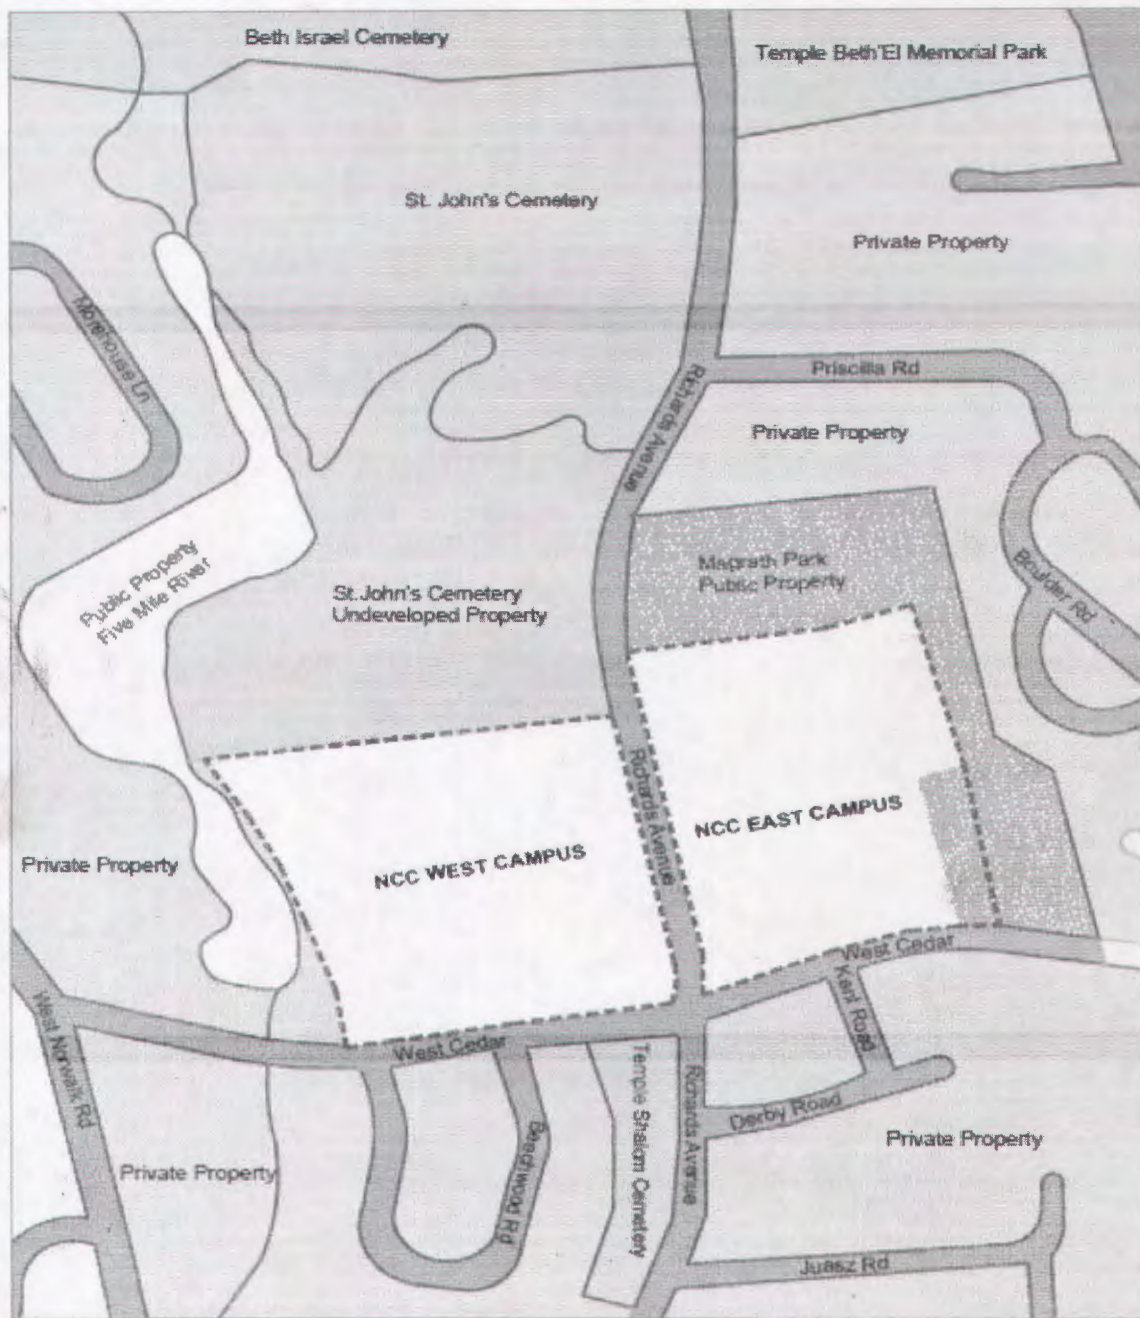 Beth Israel Cemetery
Temple Beth'El Memorial Park
St. John's Cemetery
Private Property
Morehouse Ln
Priscilla Rd
Richards Avenue
Private Property
Magrath Park
Public Property
Boulder Rd
Public Property
Five Mile River
St. John's Cemetery
Undeveloped Property
Richards Avenue
NCC EAST CAMPUS
NCC WEST CAMPUS
Private Property
West Cedar
Kent Road
West Norwalk Rd
West Cedar
Temple Shalom Cemetery
Richards Avenue
Derby Road
Beechwood Rd
Private Property
Private Property
Juasz Rd